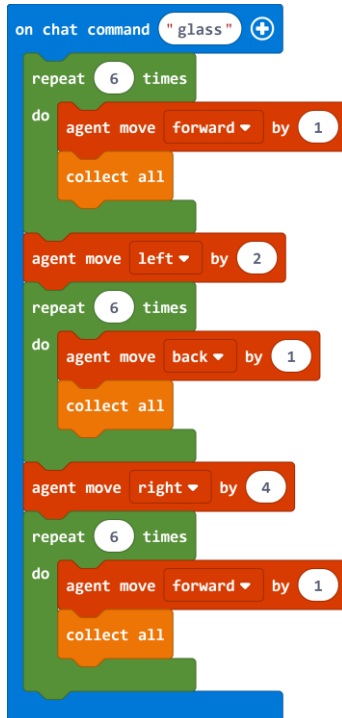 on chat command "glass"
repeat 6 times
do
agent move forward by 1
collect all
agent move left by 2
repeat 6 times
do
agent move back by 1
collect all
agent move right by 4
repeat 6 times
do
agent move forward by 1
collect all